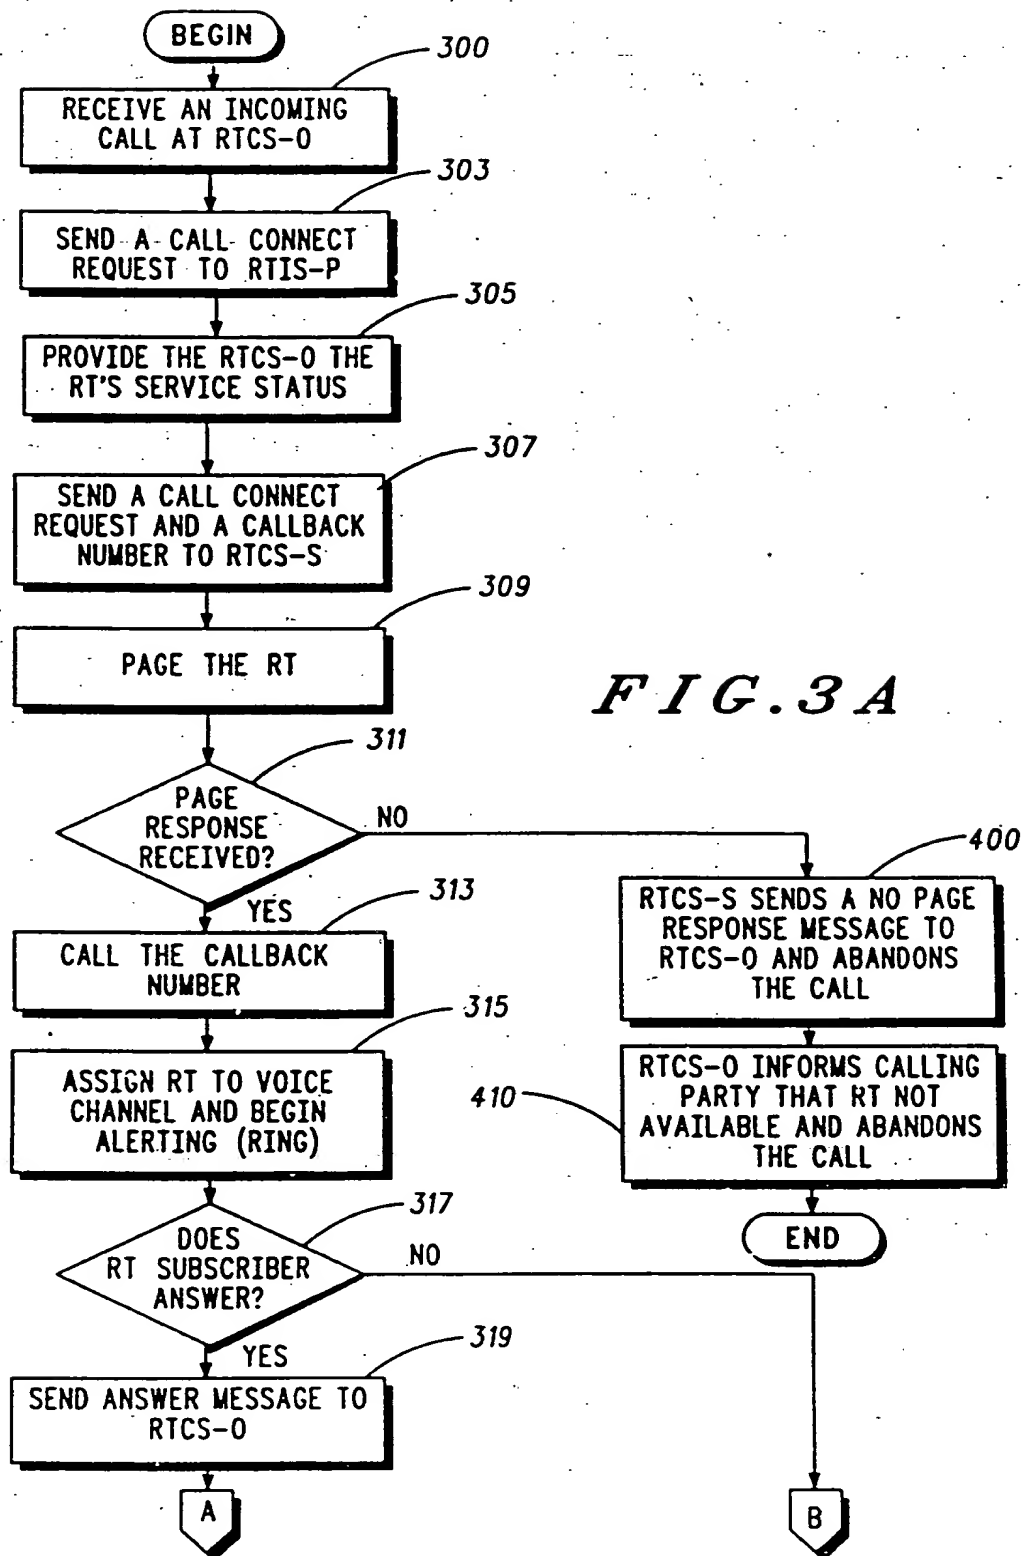 BEGIN
300
RECEIVE AN INCOMING
CALL AT RTCS-O
303
SEND A CALL CONNECT
REQUEST TO RTIS-P
305
PROVIDE THE RTCS-O THE
RT'S SERVICE STATUS
307
SEND A CALL CONNECT
REQUEST AND A CALLBACK
NUMBER TO RTCS-S
309
PAGE THE RT
FIG.3A
311
PAGE
RESPONSE
RECEIVED?
NO
YES
400
RTCS-S SENDS A NO PAGE
RESPONSE MESSAGE TO
RTCS-O AND ABANDONS
THE CALL
313
CALL THE CALLBACK
NUMBER
315
ASSIGN RT TO VOICE
CHANNEL AND BEGIN
ALERTING (RING)
410
RTCS-O INFORMS CALLING
PARTY THAT RT NOT
AVAILABLE AND ABANDONS
THE CALL
END
317
DOES
RT SUBSCRIBER
ANSWER?
NO
YES
319
SEND ANSWER MESSAGE TO
RTCS-O
A
B